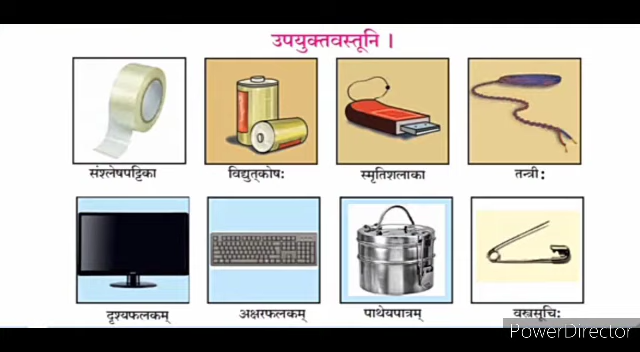 उपयुक्तवस्तूनि ।
संश्लेषपट्टिका विद्युत्कोषः स्मृतिशलाका तन्त्रीः
दृश्यफलकम् अक्षरफलकम् पाथेयपात्रम् वस्त्रसूचिः
PowerDirector